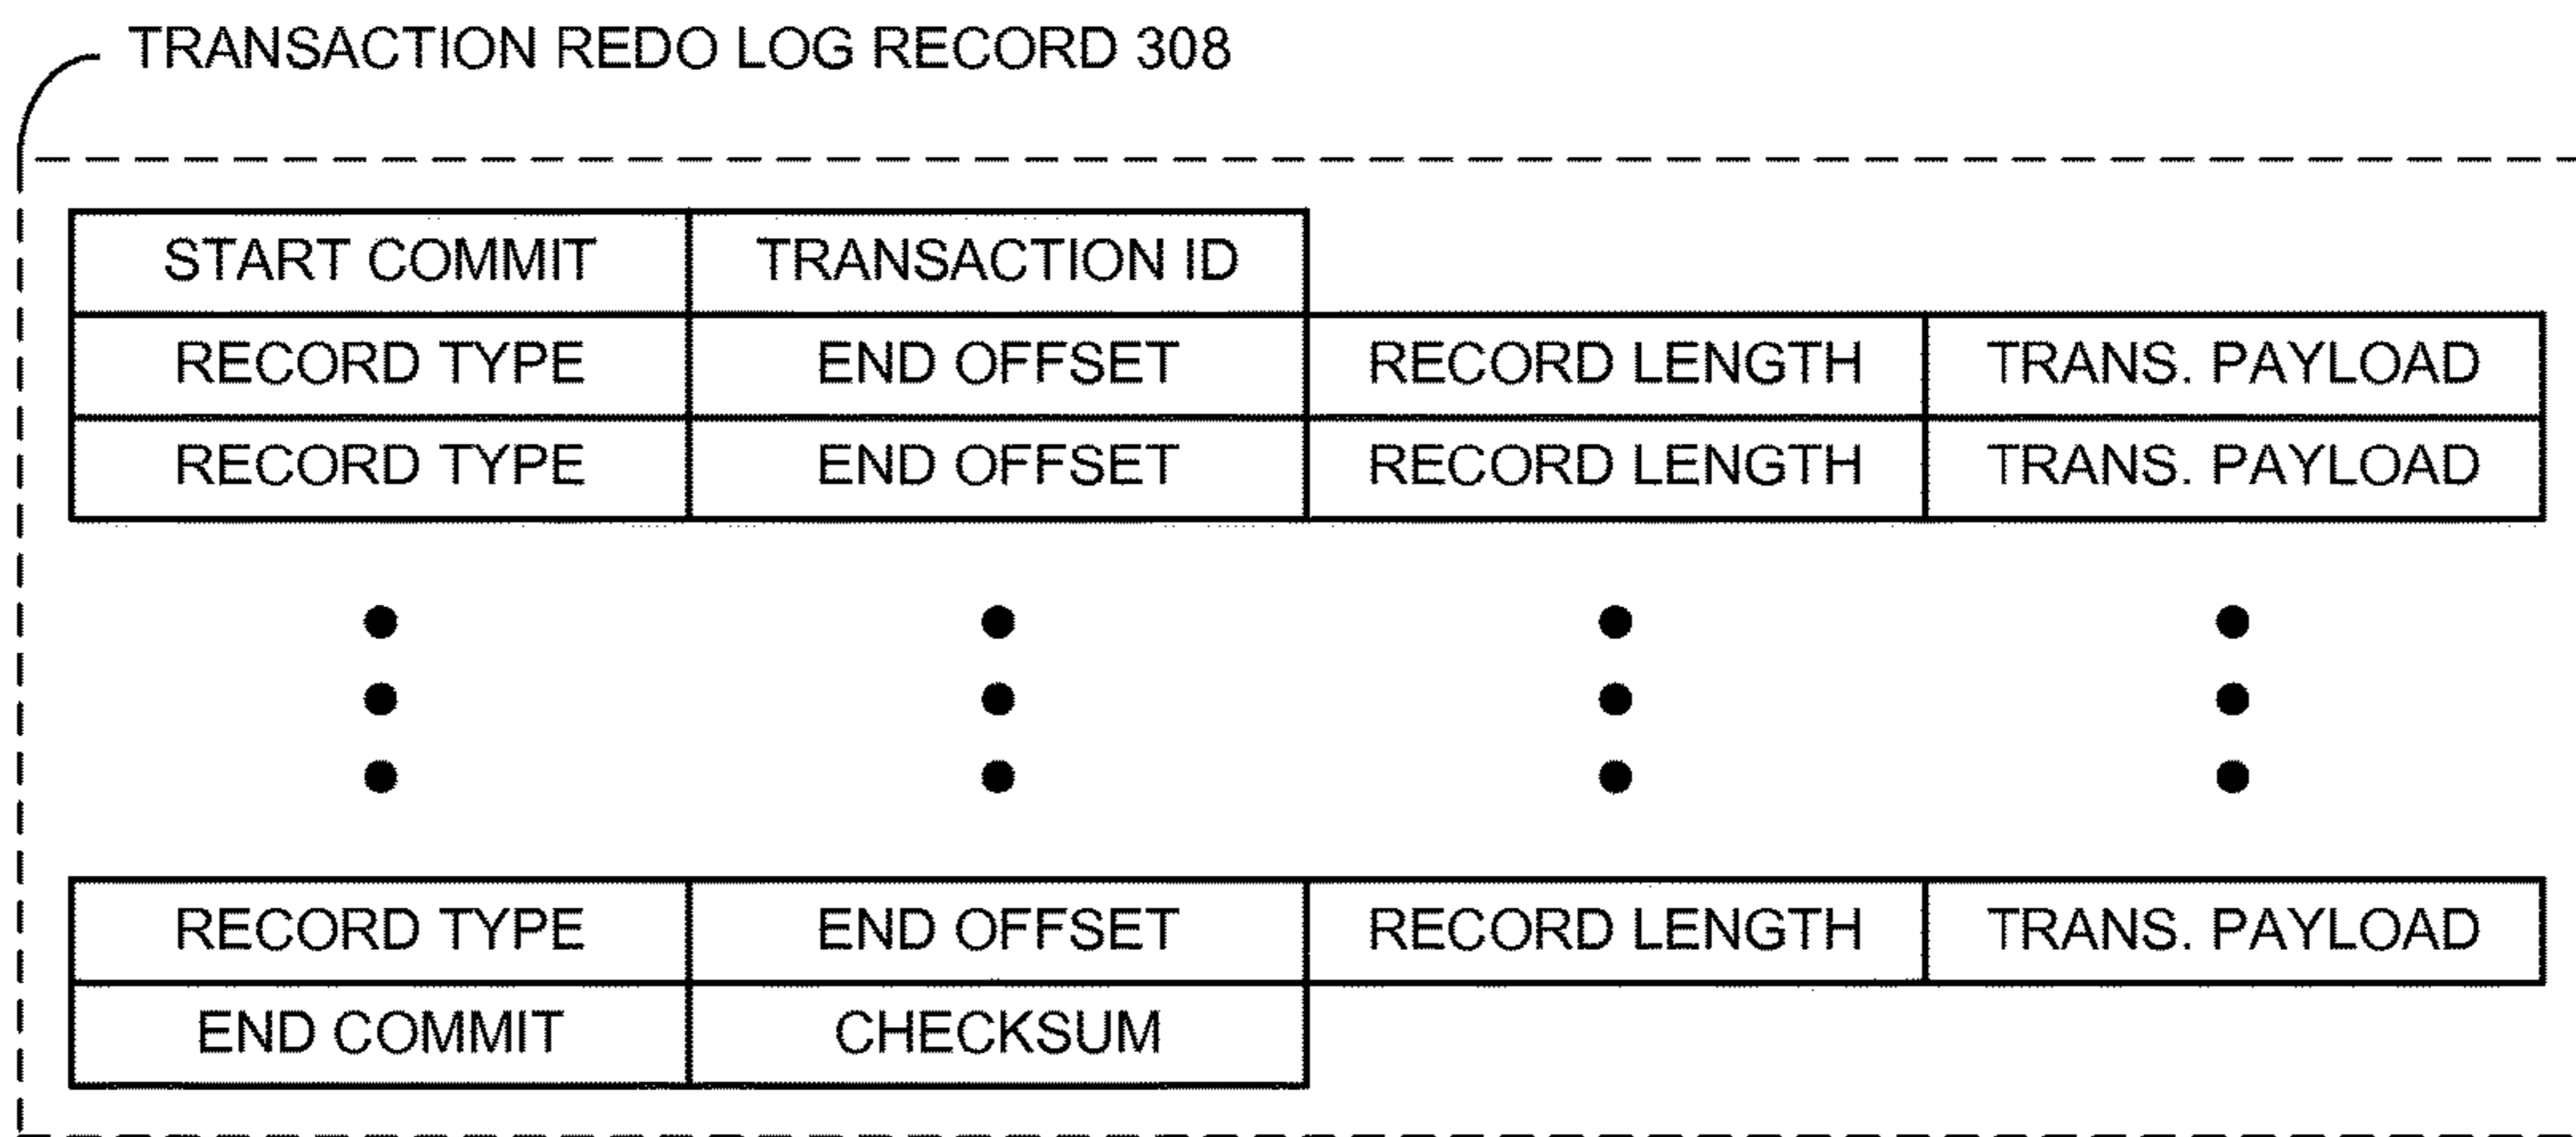 TRANSACTION REDO LOG RECORD 308
START COMMIT TRANSACTION ID
RECORD TYPE END OFFSET RECORD LENGTH TRANS. PAYLOAD
RECORD TYPE END OFFSET RECORD LENGTH TRANS. PAYLOAD
RECORD TYPE END OFFSET RECORD LENGTH TRANS. PAYLOAD
END COMMIT CHECKSUM